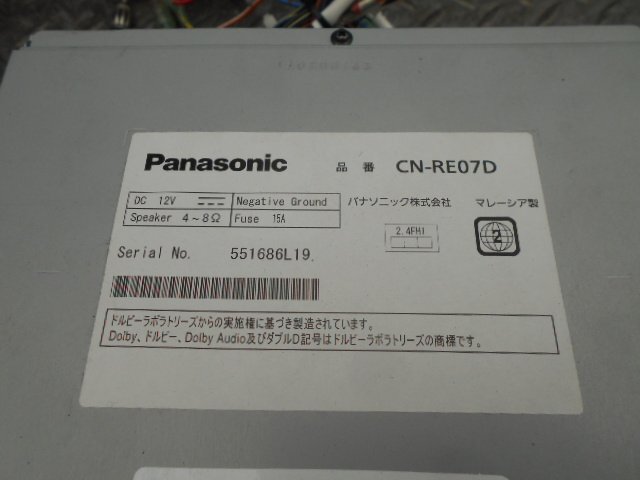 Panasonic 品番 CN-RE07D
DC 12V Negative Ground パナソニック株式会社 マレーシア製
Speaker 4～8Ω Fuse 15A 2.4FH1 2
Serial No. 551686L19.
ドルビーラボラトリーズからの実施権に基づき製造されています。
Dolby、ドルビー、Dolby Audio及びダブルD記号はドルビーラボラトリーズの商標です。